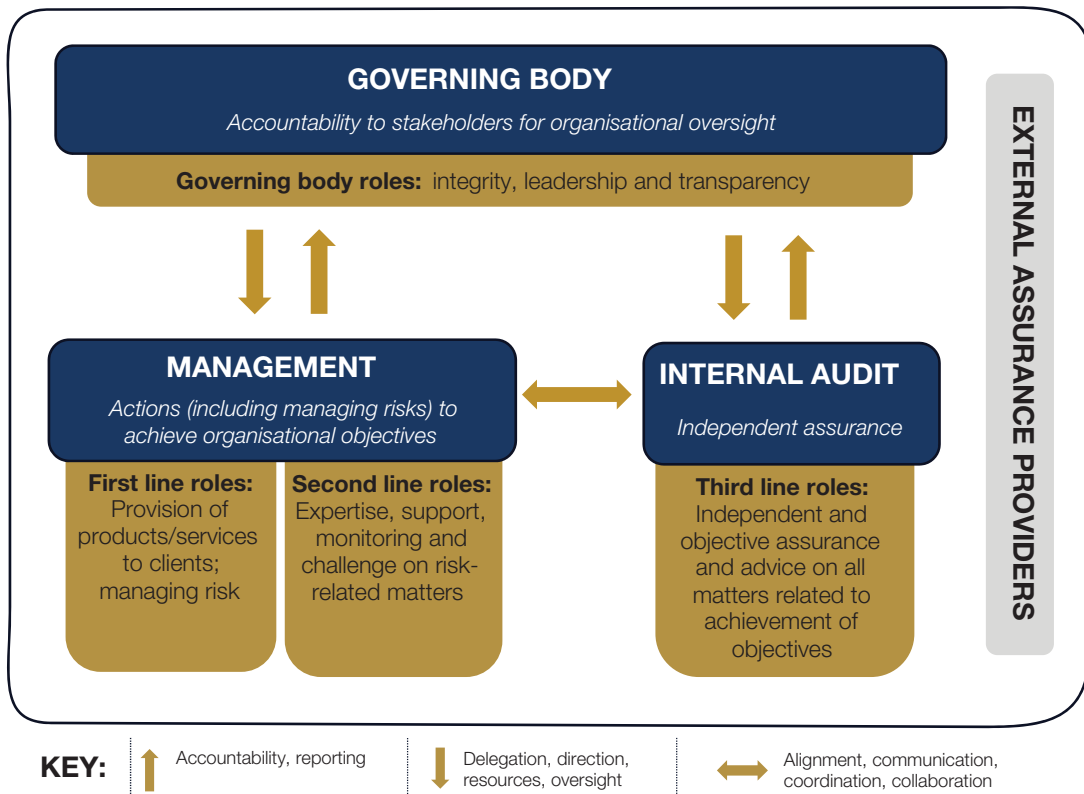 GOVERNING BODY
Accountability to stakeholders for organisational oversight
Governing body roles: integrity, leadership and transparency
MANAGEMENT
Actions (including managing risks) to
achieve organisational objectives
First line roles:
Provision of
products/services
to clients;
managing risk
Second line roles:
Expertise, support,
monitoring and
challenge on risk-
related matters
INTERNAL AUDIT
Independent assurance
Third line roles:
Independent and
objective assurance
and advice on all
matters related to
achievement of
objectives
EXTERNAL ASSURANCE PROVIDERS
KEY:
Accountability, reporting
Delegation, direction,
resources, oversight
Alignment, communication,
coordination, collaboration